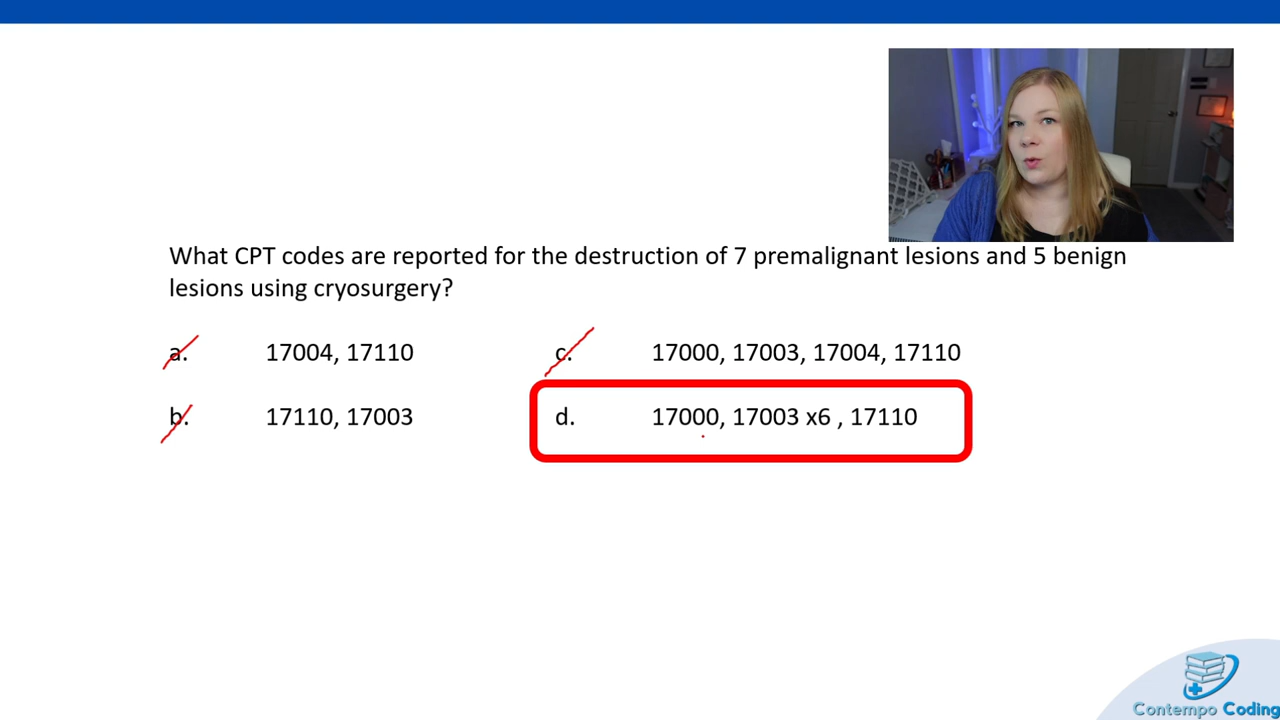 What CPT codes are reported for the destruction of 7 premalignant lesions and 5 benign
lesions using cryosurgery?
a. 17004, 17110
b. 17110, 17003
c. 17000, 17003, 17004, 17110
d. 17000, 17003 x6 , 17110
Contempo Coding